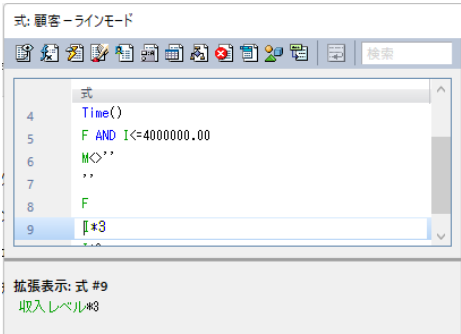 式: 顧客 – ラインモード
検索
式
4 Time()
5 F AND I<=4000000.00
6 M<>''
7 ''
8 F
9 I*3
拡張表示: 式 #9
収入レベル*3